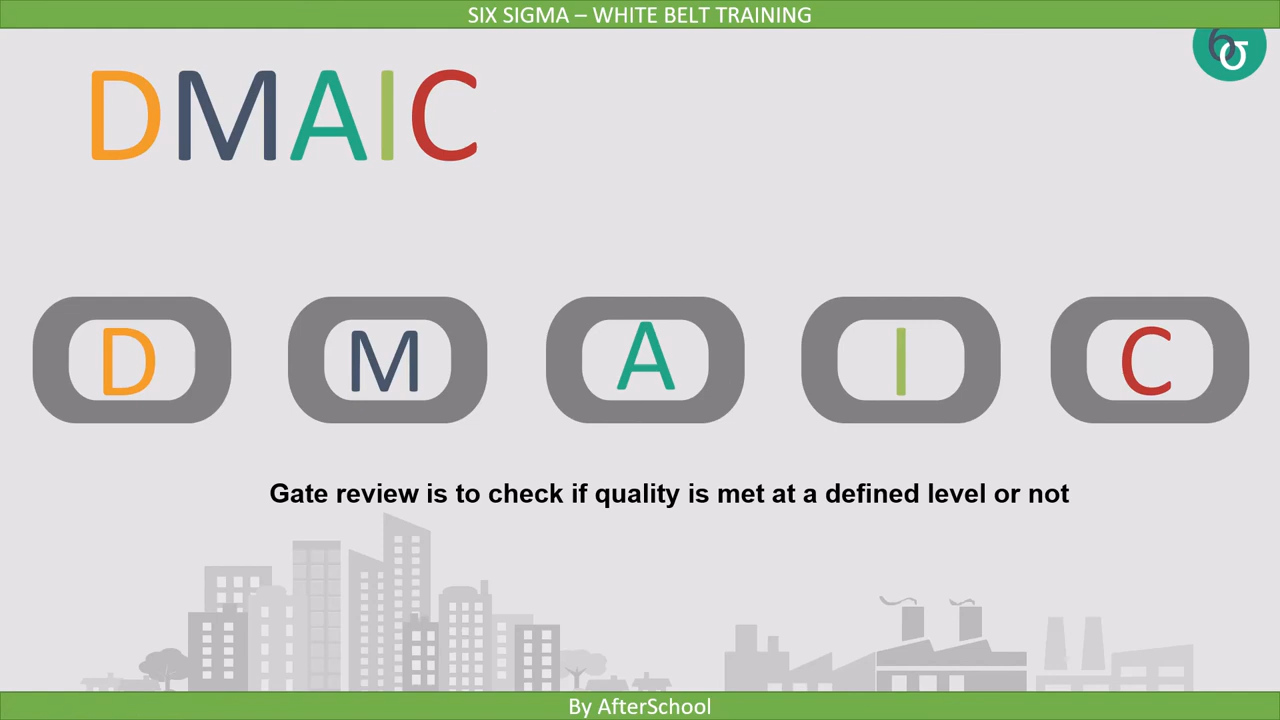 SIX SIGMA – WHITE BELT TRAINING
6σ
DMAIC
D M A I C
Gate review is to check if quality is met at a defined level or not
By AfterSchool